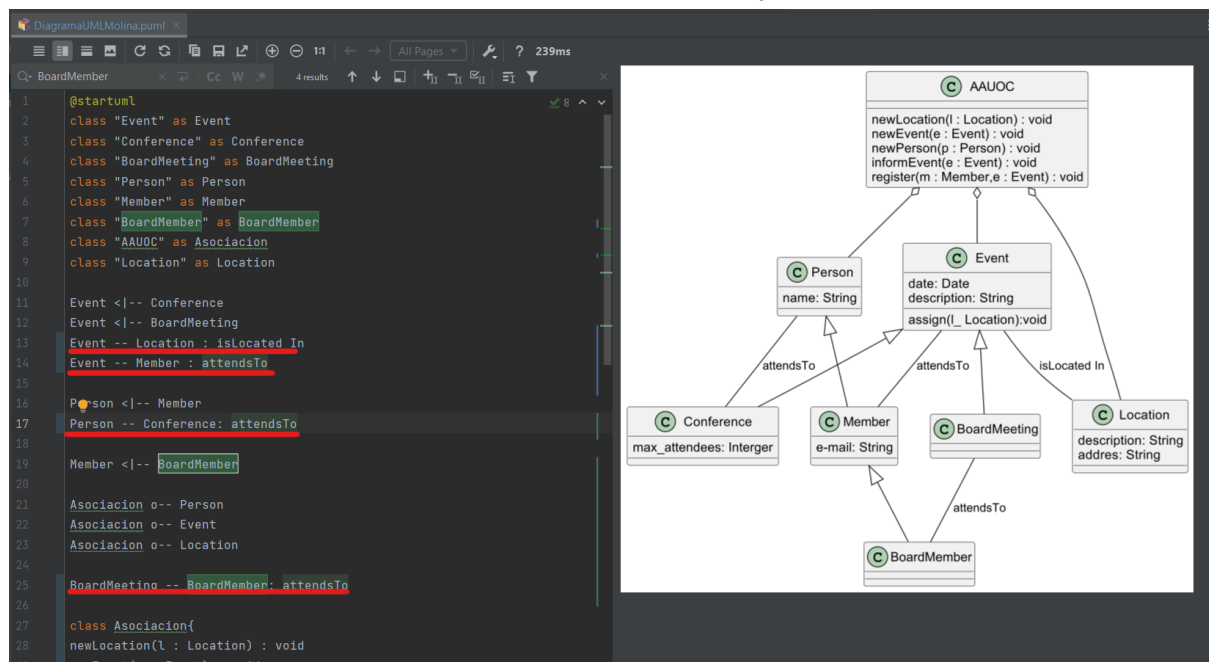 DiagramaUMLMolina.puml
1:1
All Pages
?
239ms
BoardMember
Cc W .*
4 results
8
1 @startuml
2 class "Event" as Event
3 class "Conference" as Conference
4 class "BoardMeeting" as BoardMeeting
5 class "Person" as Person
6 class "Member" as Member
7 class "BoardMember" as BoardMember
8 class "AAUOC" as Asociacion
9 class "Location" as Location
10
11 Event <|-- Conference
12 Event <|-- BoardMeeting
13 Event -- Location : isLocated In
14 Event -- Member : attendsTo
15
16 Person <|-- Member
17 Person -- Conference: attendsTo
18
19 Member <|-- BoardMember
20
21 Asociacion o-- Person
22 Asociacion o-- Event
23 Asociacion o-- Location
24
25 BoardMeeting -- BoardMember: attendsTo
26
27 class Asociacion{
28 newLocation(l : Location) : void
C AAUOC
newLocation(l : Location) : void
newEvent(e : Event) : void
newPerson(p : Person) : void
informEvent(e : Event) : void
register(m : Member,e : Event) : void
C Person
name: String
C Event
date: Date
description: String
assign(l_ Location):void
attendsTo
attendsTo
isLocated In
C Conference
max_attendees: Interger
C Member
e-mail: String
C BoardMeeting
C Location
description: String
addres: String
attendsTo
C BoardMember